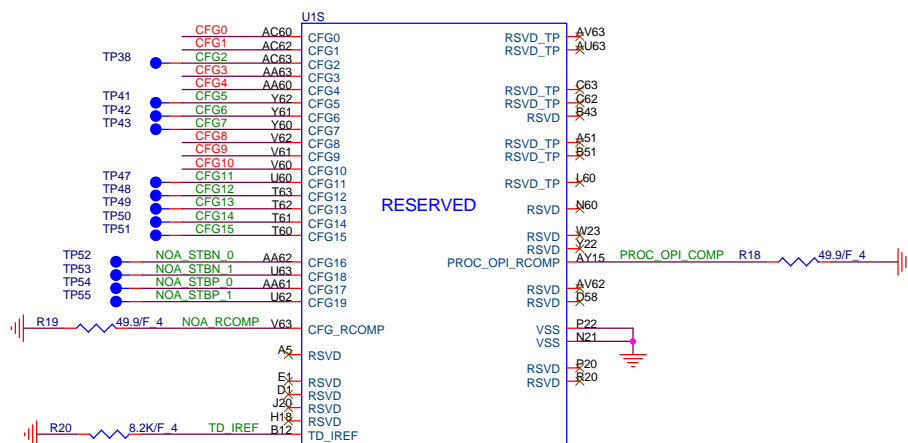 U1S
CFG0 AC60 CFG0 RSVD_TP AV63
CFG1 AC62 CFG1 RSVD_TP AU63
TP38 CFG2 AC63 CFG2
CFG3 AA63 CFG3
CFG4 AA60 CFG4 RSVD_TP C63
TP41 CFG5 Y62 CFG5 RSVD_TP C62
TP42 CFG6 Y61 CFG6 RSVD B43
TP43 CFG7 Y60 CFG7
CFG8 V62 CFG8 RSVD_TP A51
CFG9 V61 CFG9 RSVD_TP B51
CFG10 V60 CFG10
TP47 CFG11 U60 CFG11 RSVD_TP L60
TP48 CFG12 T63 CFG12
TP49 CFG13 T62 CFG13 RESERVED RSVD N60
TP50 CFG14 T61 CFG14
TP51 CFG15 T60 CFG15 RSVD W23
RSVD Y22
TP52 NOA_STBN_0 AA62 CFG16 PROC_OPI_RCOMP AY15 PROC_OPI_COMP R18 49.9/F_4
TP53 NOA_STBN_1 U63 CFG18
TP54 NOA_STBP_0 AA61 CFG17 RSVD AV62
TP55 NOA_STBP_1 U62 CFG19 RSVD D58
R19 49.9/F_4 NOA_RCOMP V63 CFG_RCOMP VSS P22
VSS N21
A5 RSVD
RSVD P20
E1 RSVD RSVD R20
D1 RSVD
J20 RSVD
H18 RSVD
R20 8.2K/F_4 TD_IREF B12 TD_IREF